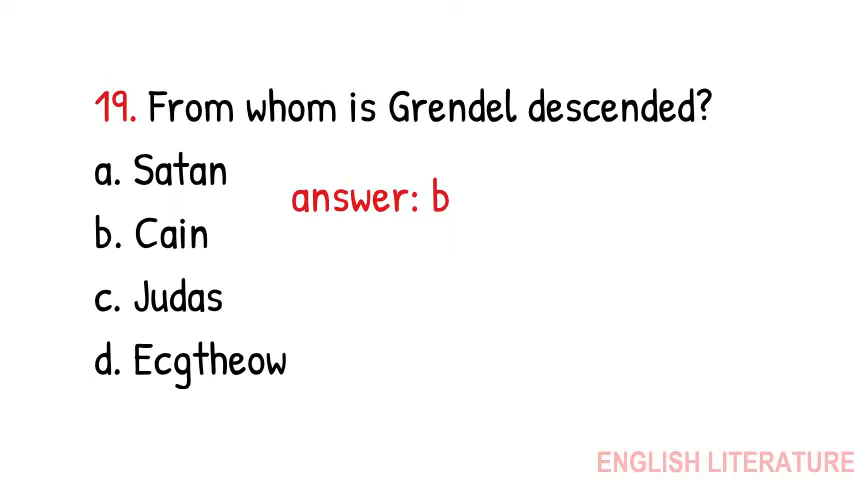 19. From whom is Grendel descended?
a. Satan
answer: b
b. Cain
c. Judas
d. Ecgtheow
ENGLISH LITERATURE